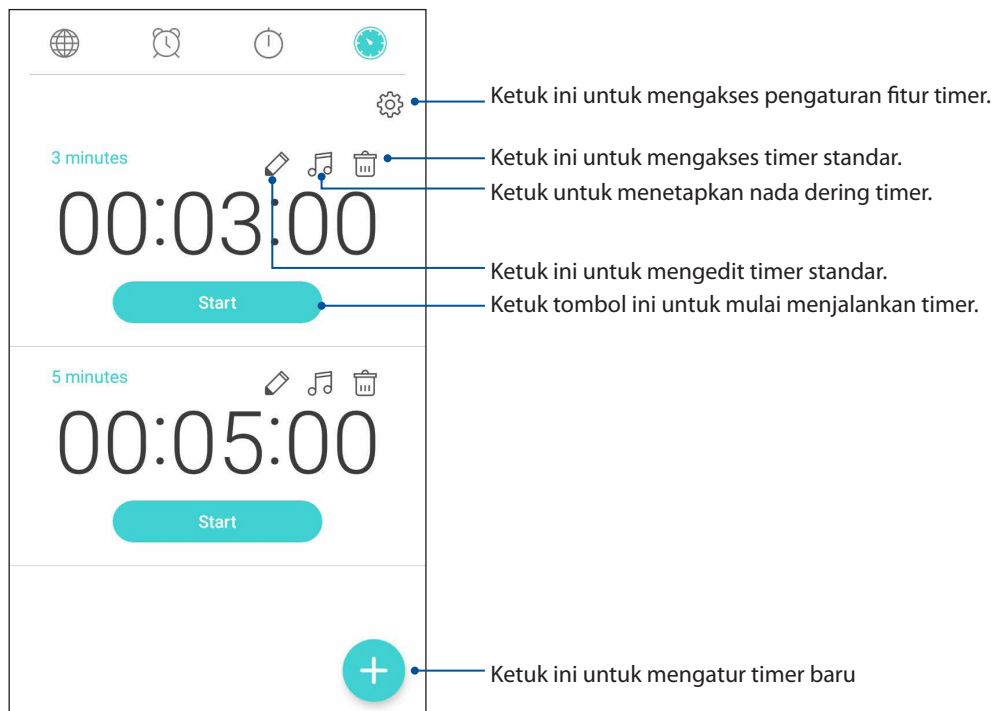 Ketuk ini untuk mengakses pengaturan fitur timer.
3 minutes
Ketuk ini untuk mengakses timer standar.
Ketuk untuk menetapkan nada dering timer.
00:03:00
Ketuk ini untuk mengedit timer standar.
Start
Ketuk tombol ini untuk mulai menjalankan timer.
5 minutes
00:05:00
Start
Ketuk ini untuk mengatur timer baru